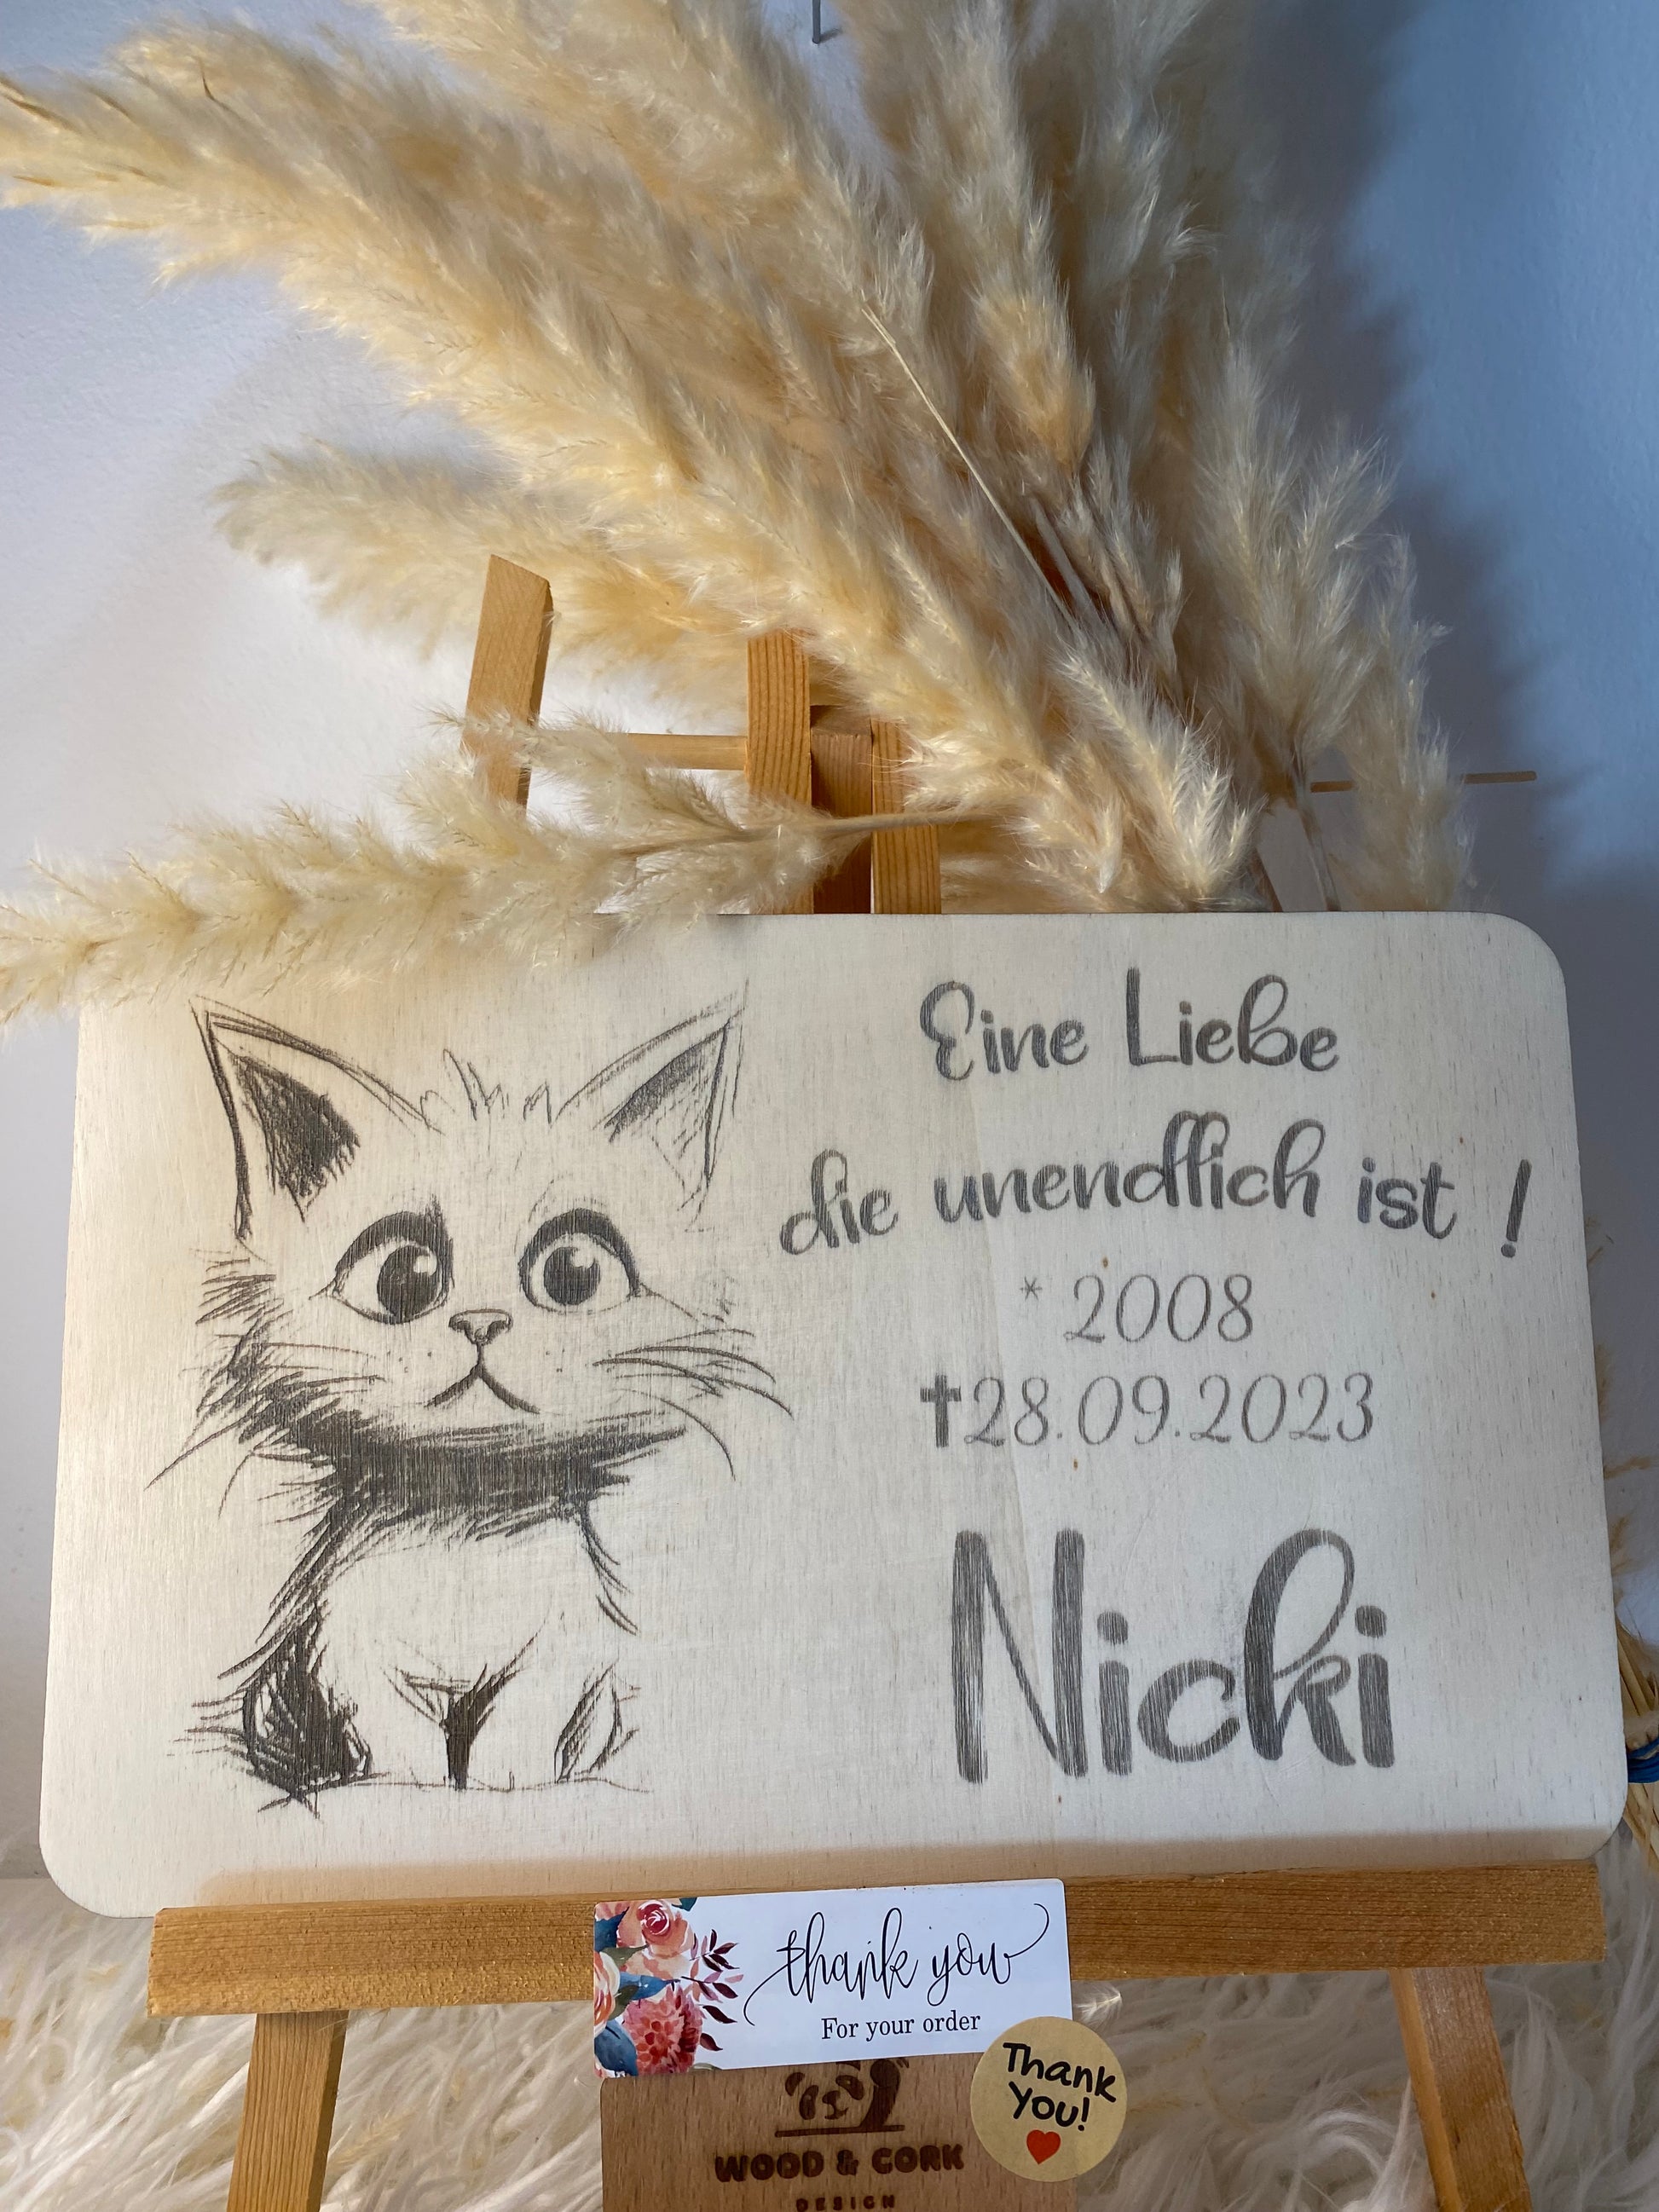 Eine Liebe
die unendlich ist !
* 2008
✝28.09.2023
Nicki
thank you
For your order
Thank
You!
WOOD & CORK
DESIGN